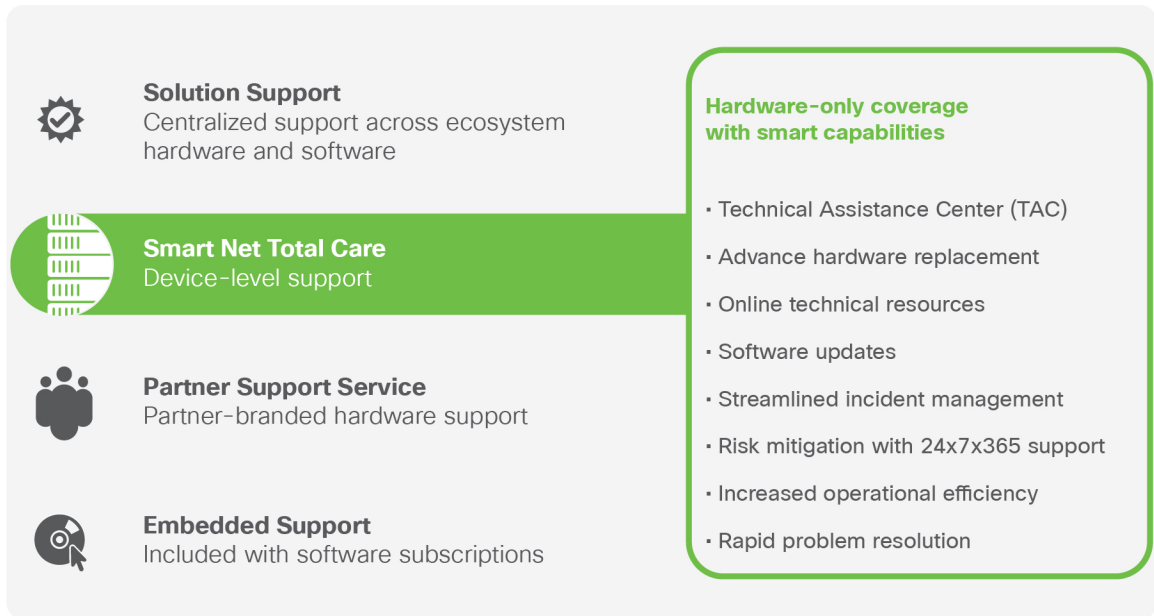 Solution Support
Centralized support across ecosystem
hardware and software
Smart Net Total Care
Device-level support
Partner Support Service
Partner-branded hardware support
Embedded Support
Included with software subscriptions
Hardware-only coverage
with smart capabilities
· Technical Assistance Center (TAC)
· Advance hardware replacement
· Online technical resources
· Software updates
· Streamlined incident management
· Risk mitigation with 24x7x365 support
· Increased operational efficiency
· Rapid problem resolution